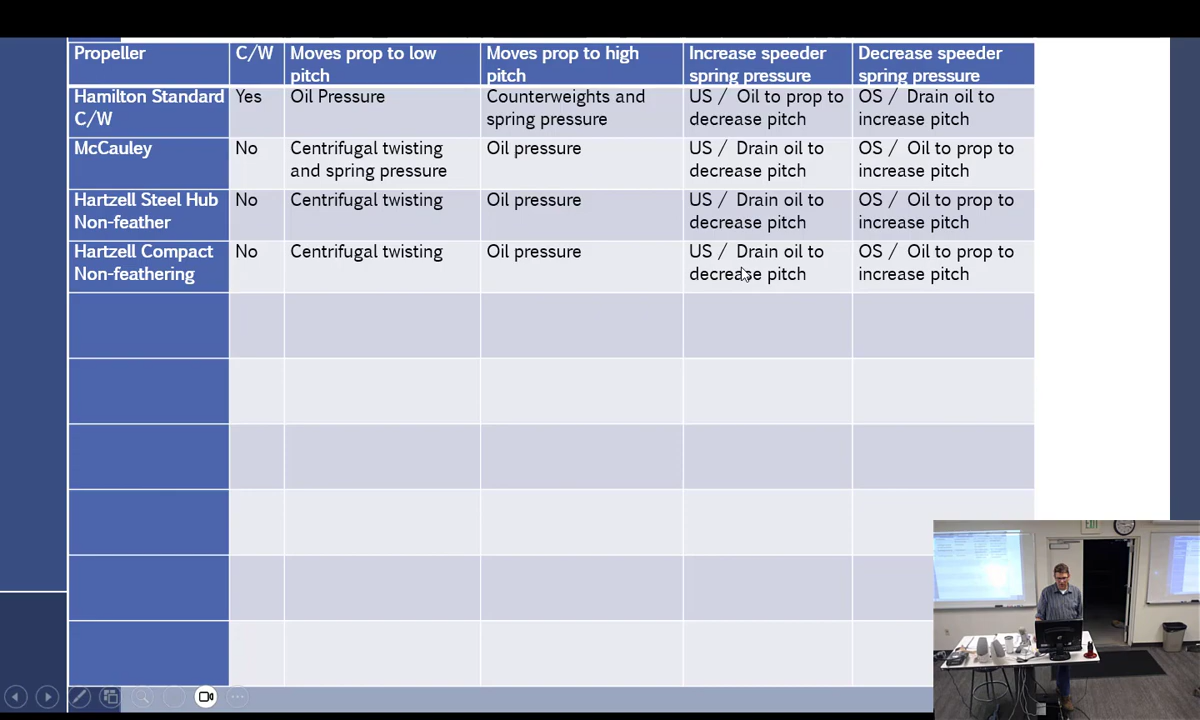 Propeller
C/W
Moves prop to low
pitch
Moves prop to high
pitch
Increase speeder
spring pressure
Decrease speeder
spring pressure
Hamilton Standard
C/W
Yes
Oil Pressure
Counterweights and
spring pressure
US / Oil to prop to
decrease pitch
OS / Drain oil to
increase pitch
McCauley
No
Centrifugal twisting
and spring pressure
Oil pressure
US / Drain oil to
decrease pitch
OS / Oil to prop to
increase pitch
Hartzell Steel Hub
Non-feather
No
Centrifugal twisting
Oil pressure
US / Drain oil to
decrease pitch
OS / Oil to prop to
increase pitch
Hartzell Compact
Non-feathering
No
Centrifugal twisting
Oil pressure
US / Drain oil to
decrease pitch
OS / Oil to prop to
increase pitch
EXIT